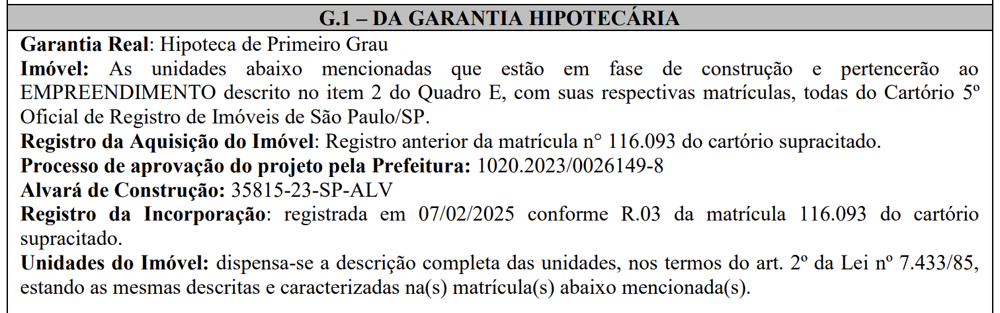 G.1 – DA GARANTIA HIPOTECÁRIA
Garantia Real: Hipoteca de Primeiro Grau
Imóvel: As unidades abaixo mencionadas que estão em fase de construção e pertencerão ao
EMPREENDIMENTO descrito no item 2 do Quadro E, com suas respectivas matrículas, todas do Cartório 5º
Oficial de Registro de Imóveis de São Paulo/SP.
Registro da Aquisição do Imóvel: Registro anterior da matrícula n° 116.093 do cartório supracitado.
Processo de aprovação do projeto pela Prefeitura: 1020.2023/0026149-8
Alvará de Construção: 35815-23-SP-ALV
Registro da Incorporação: registrada em 07/02/2025 conforme R.03 da matrícula 116.093 do cartório
supracitado.
Unidades do Imóvel: dispensa-se a descrição completa das unidades, nos termos do art. 2º da Lei nº 7.433/85,
estando as mesmas descritas e caracterizadas na(s) matrícula(s) abaixo mencionada(s).